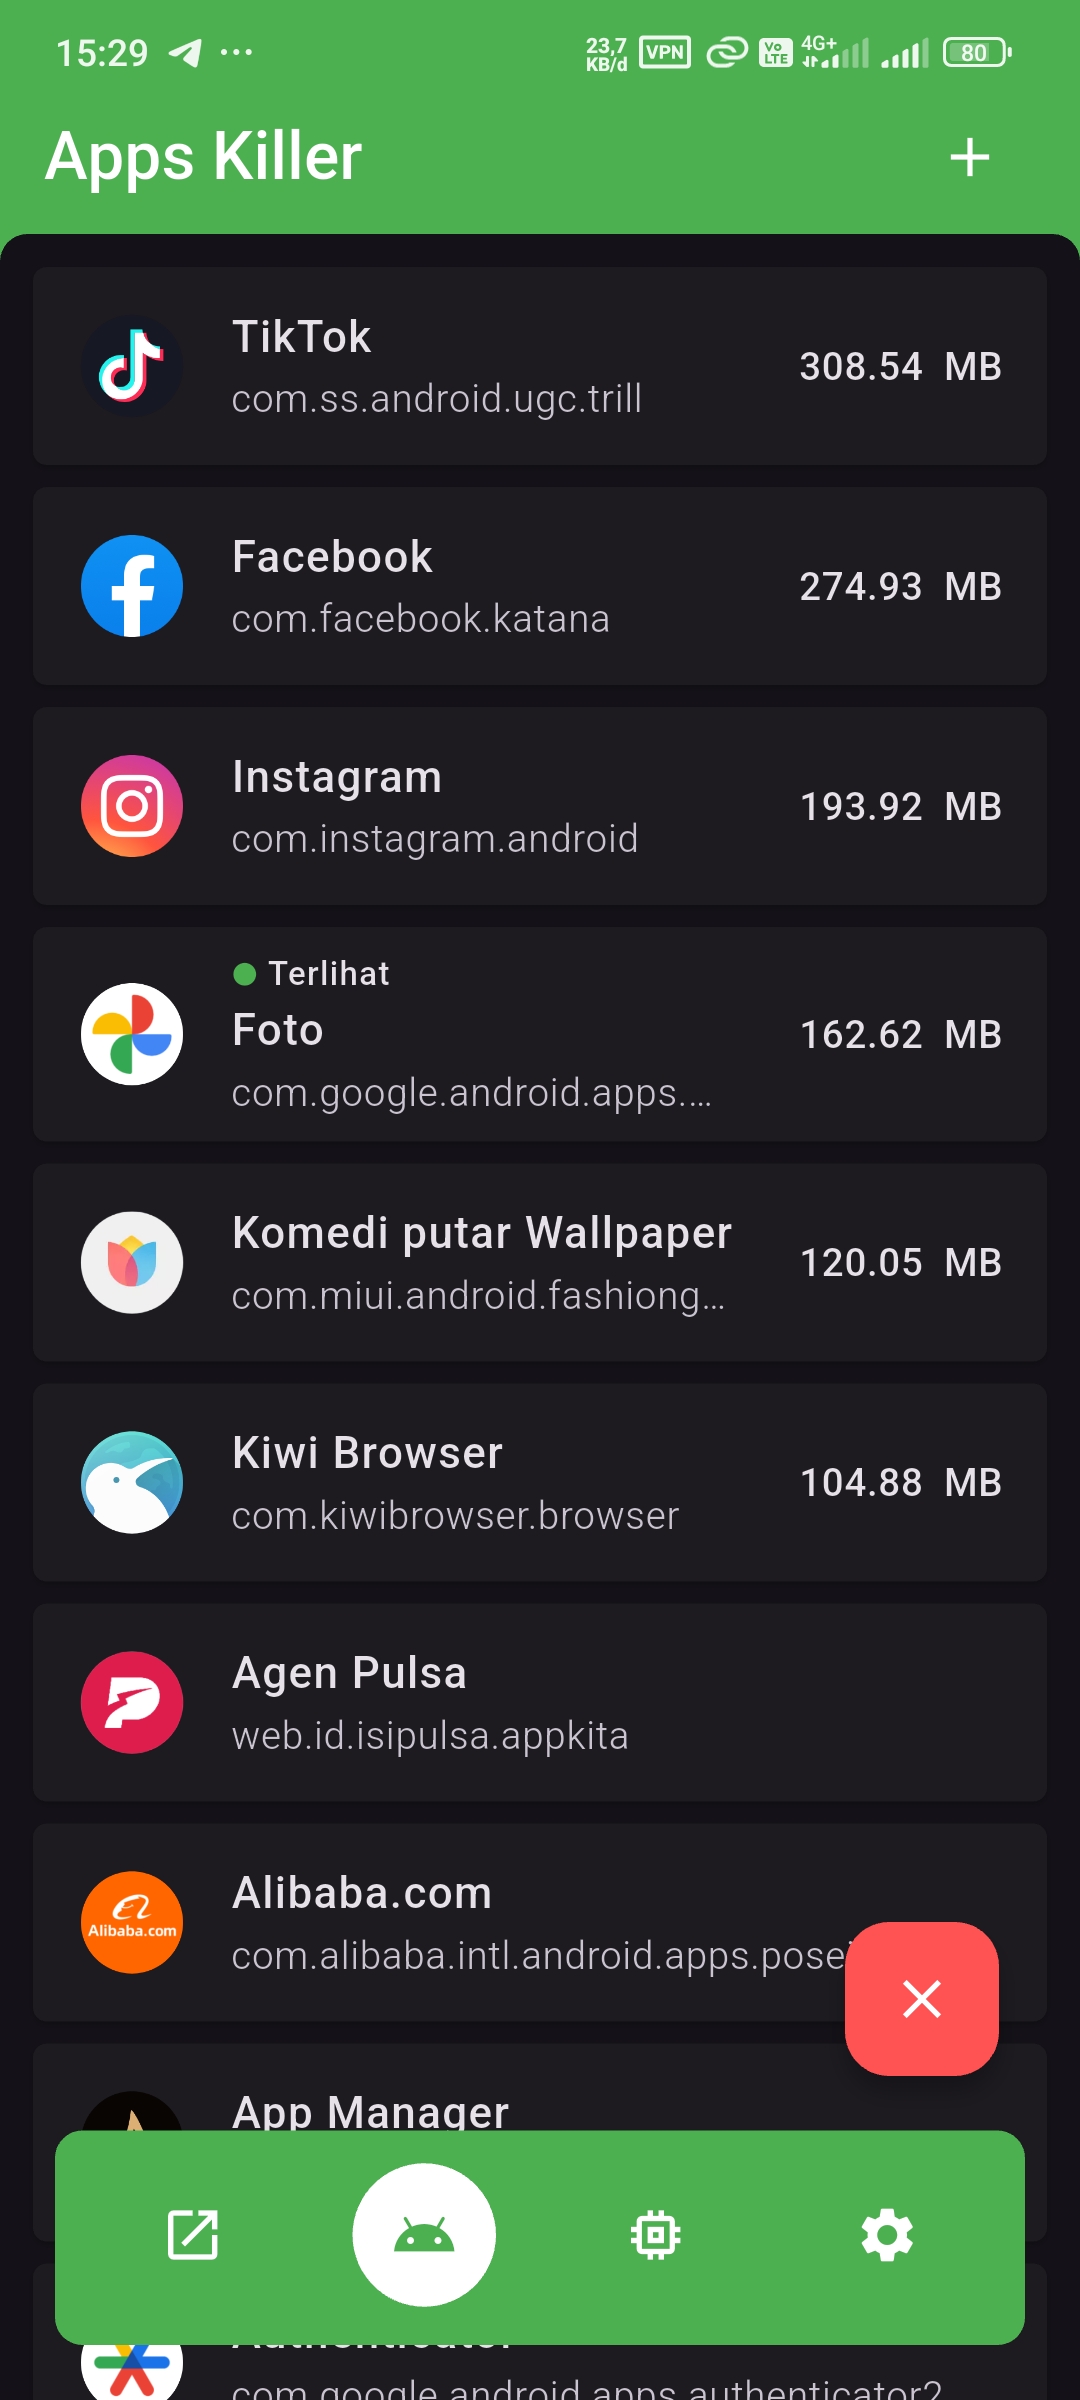 15:29 ... 23,7 KB/d VPN Vo LTE 4G+ 80
Apps Killer
TikTok
com.ss.android.ugc.trill
308.54 MB
Facebook
com.facebook.katana
274.93 MB
Instagram
com.instagram.android
193.92 MB
Terlihat
Foto
com.google.android.apps....
162.62 MB
Komedi putar Wallpaper
com.miui.android.fashiong...
120.05 MB
Kiwi Browser
com.kiwibrowser.browser
104.88 MB
Agen Pulsa
web.id.isipulsa.appkita
Alibaba.com
Alibaba.com
com.alibaba.intl.android.apps.posei
App Manager
com.google.android.apps.authenticator2